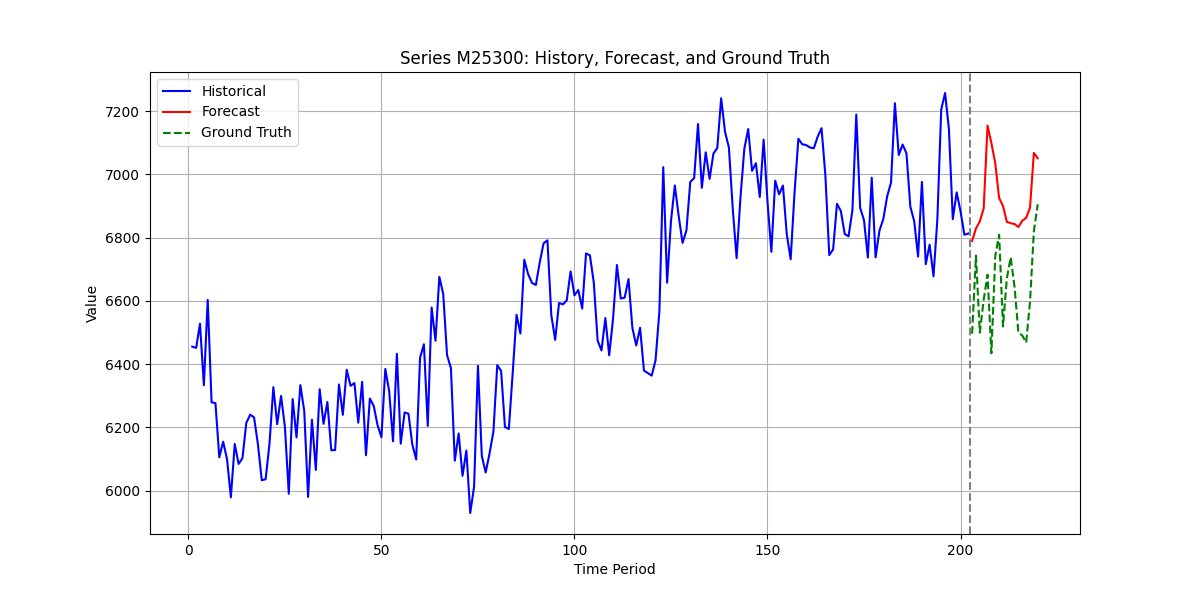 Series M25300: History, Forecast, and Ground Truth
Historical
Forecast
Ground Truth
7200
7000
6800
6600
6400
6200
6000
Value
0
50
100
150
200
Time Period